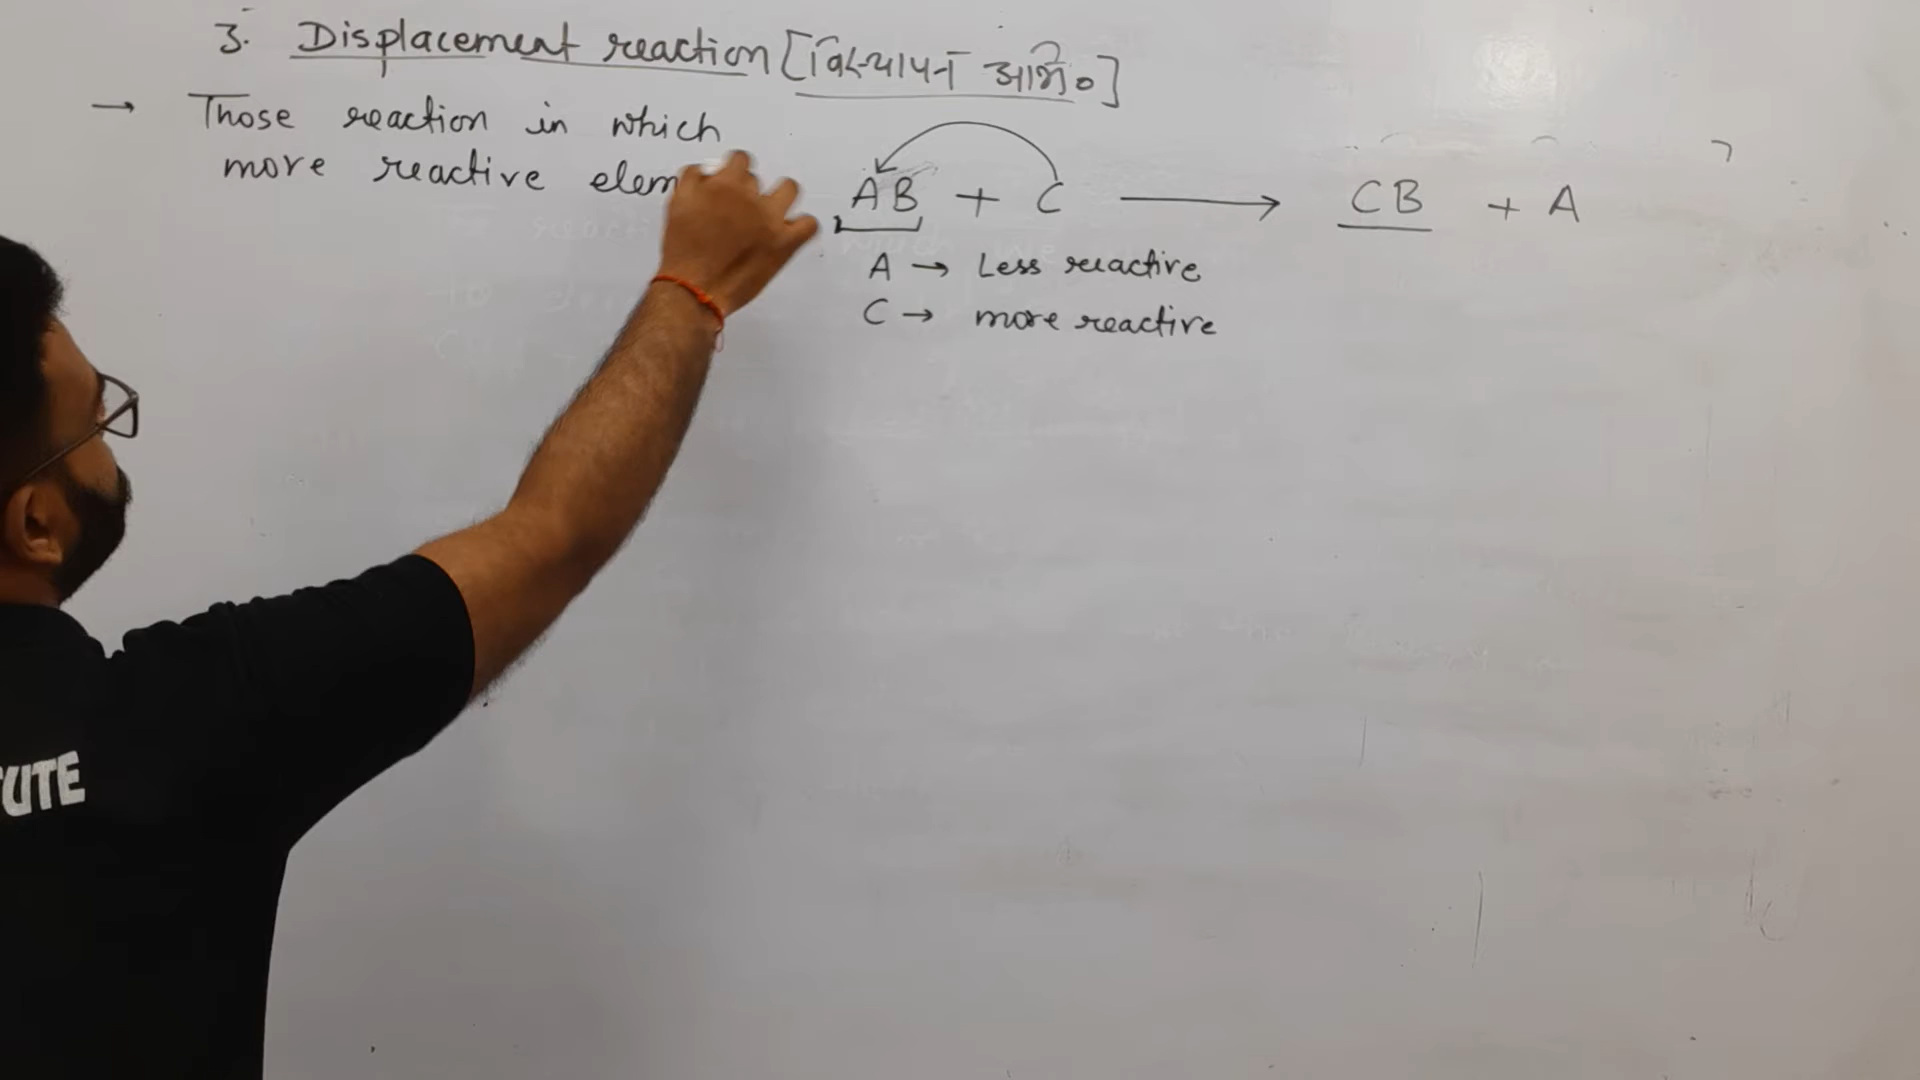 3. Displacement reaction [विस्थापन अभि०]
→ Those reaction in which
more reactive elem
AB + C → CB + A
A → Less reactive
C → more reactive
UTE